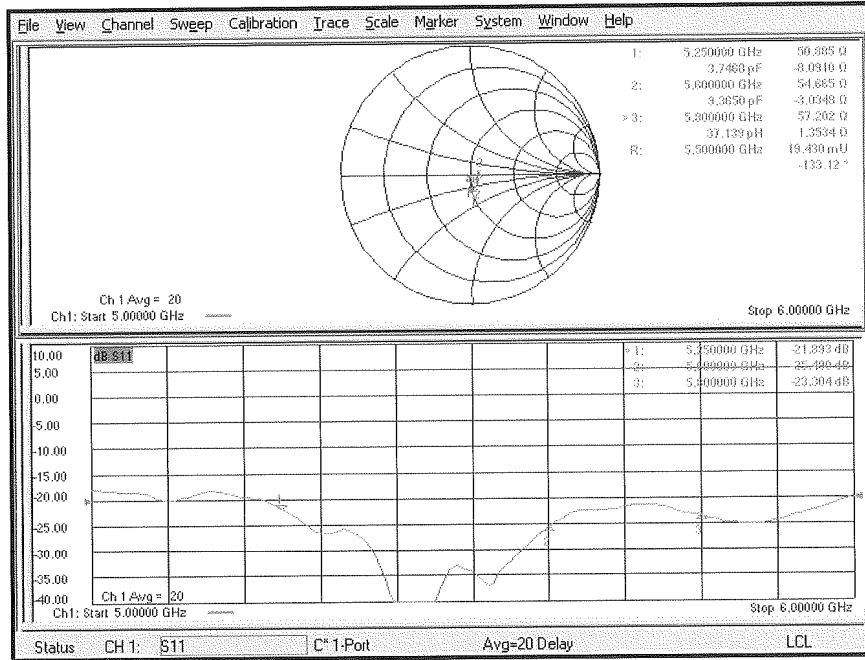 File View Channel Sweep Calibration Trace Scale Marker System Window Help
1: 5.250000 GHz 50.885 Ω
3.7468 pF -8.0910 Ω
2: 5.600000 GHz 54.665 Ω
9.3650 pF -3.0348 Ω
> 3: 5.800000 GHz 57.202 Ω
37.139 pH 1.3534 Ω
R: 5.500000 GHz 19.430 mU
-133.12 °
Ch 1 Avg = 20
Ch1: Start 5.00000 GHz
Stop 6.00000 GHz
10.00
dB S11
5.00
0.00
-5.00
-10.00
-15.00
-20.00
-25.00
-30.00
-35.00
-40.00
> 1: 5.250000 GHz -21.893 dB
2: GHz dB
3: GHz -23.304 dB
1
2
3
Ch 1 Avg = 20
Ch1: Start 5.00000 GHz
Stop 6.00000 GHz
Status CH 1: S11 C* 1-Port Avg=20 Delay LCL